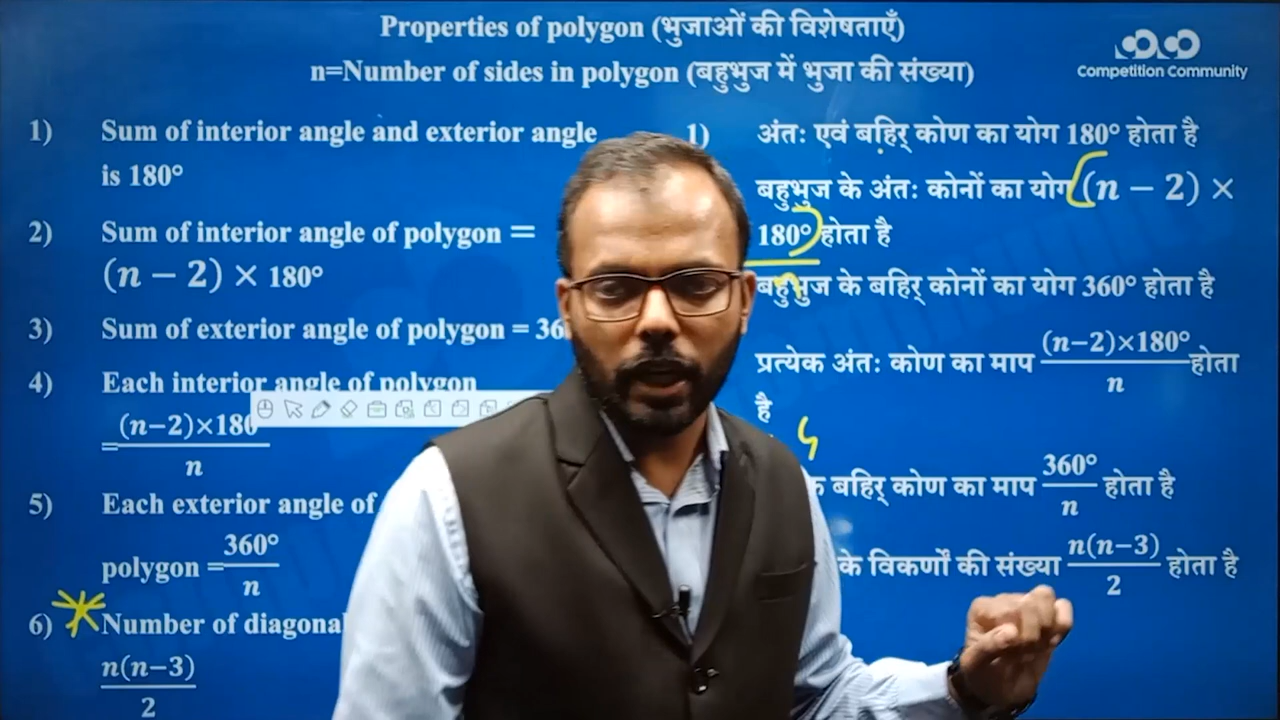 Properties of polygon (भुजाओं की विशेषताएँ)
n=Number of sides in polygon (बहुभुज में भुजा की संख्या)
Competition Community
1) Sum of interior angle and exterior angle
is 180°
2) Sum of interior angle of polygon =
(n − 2) × 180°
3) Sum of exterior angle of polygon = 36
4) Each interior angle of polygon
= (n−2)×180 / n
5) Each exterior angle of
polygon = 360° / n
6) Number of diagonal
n(n−3) / 2
1) अंतः एवं बहिर् कोण का योग 180° होता है
बहुभुज के अंतः कोनों का योग (n − 2) ×
180° होता है
बहुभुज के बहिर् कोनों का योग 360° होता है
प्रत्येक अंतः कोण का माप (n−2)×180° / n होता
है
बहिर् कोण का माप 360° / n होता है
के विकर्णों की संख्या n(n−3) / 2 होता है